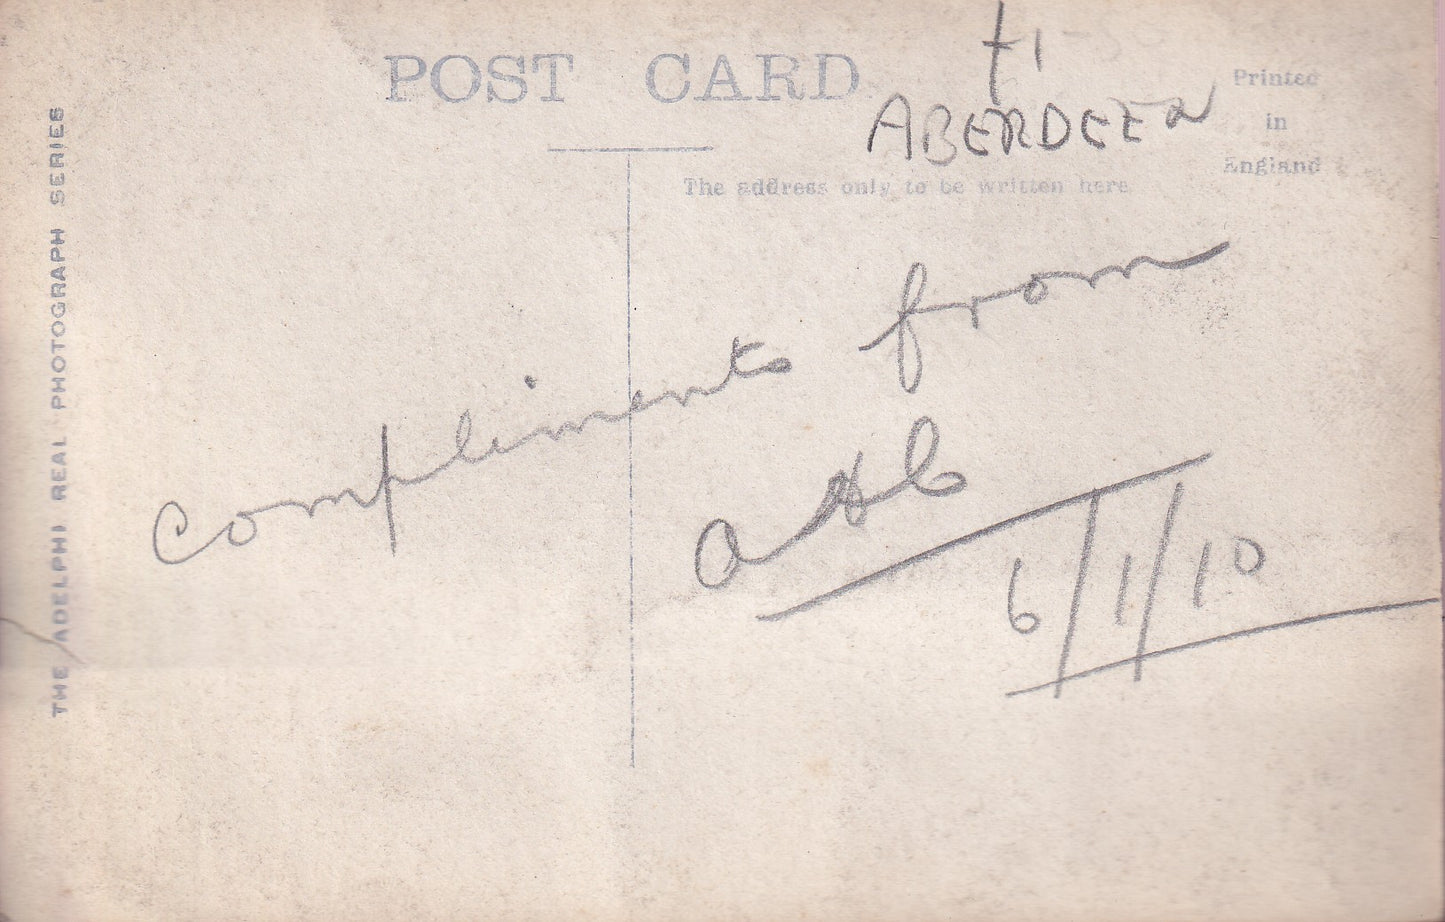 POST CARD
ABERDEEN
Printed
in
England
The address only to be written here
THE ADELPHI REAL PHOTOGRAPH SERIES
Compliments from
6/1/10